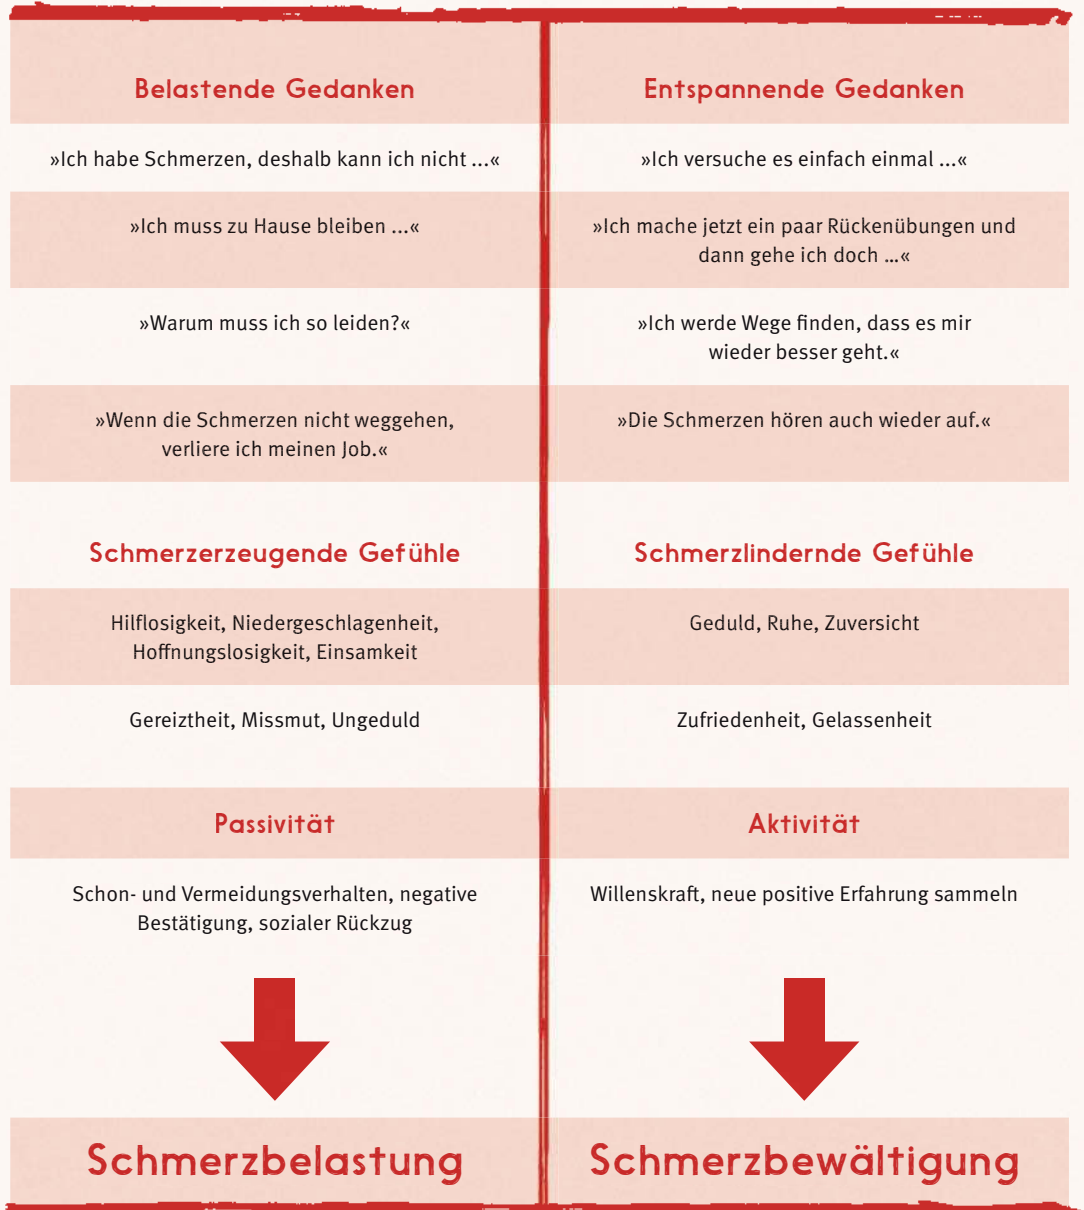 Belastende Gedanken
Entspannende Gedanken
»Ich habe Schmerzen, deshalb kann ich nicht ...«
»Ich versuche es einfach einmal ...«
»Ich muss zu Hause bleiben ...«
»Ich mache jetzt ein paar Rückenübungen und
dann gehe ich doch ...«
»Warum muss ich so leiden?«
»Ich werde Wege finden, dass es mir
wieder besser geht.«
»Wenn die Schmerzen nicht weggehen,
verliere ich meinen Job.«
»Die Schmerzen hören auch wieder auf.«
Schmerzerzeugende Gefühle
Schmerzlindernde Gefühle
Hilflosigkeit, Niedergeschlagenheit,
Hoffnungslosigkeit, Einsamkeit
Geduld, Ruhe, Zuversicht
Gereiztheit, Missmut, Ungeduld
Zufriedenheit, Gelassenheit
Passivität
Aktivität
Schon- und Vermeidungsverhalten, negative
Bestätigung, sozialer Rückzug
Willenskraft, neue positive Erfahrung sammeln
Schmerzbelastung
Schmerzbewältigung